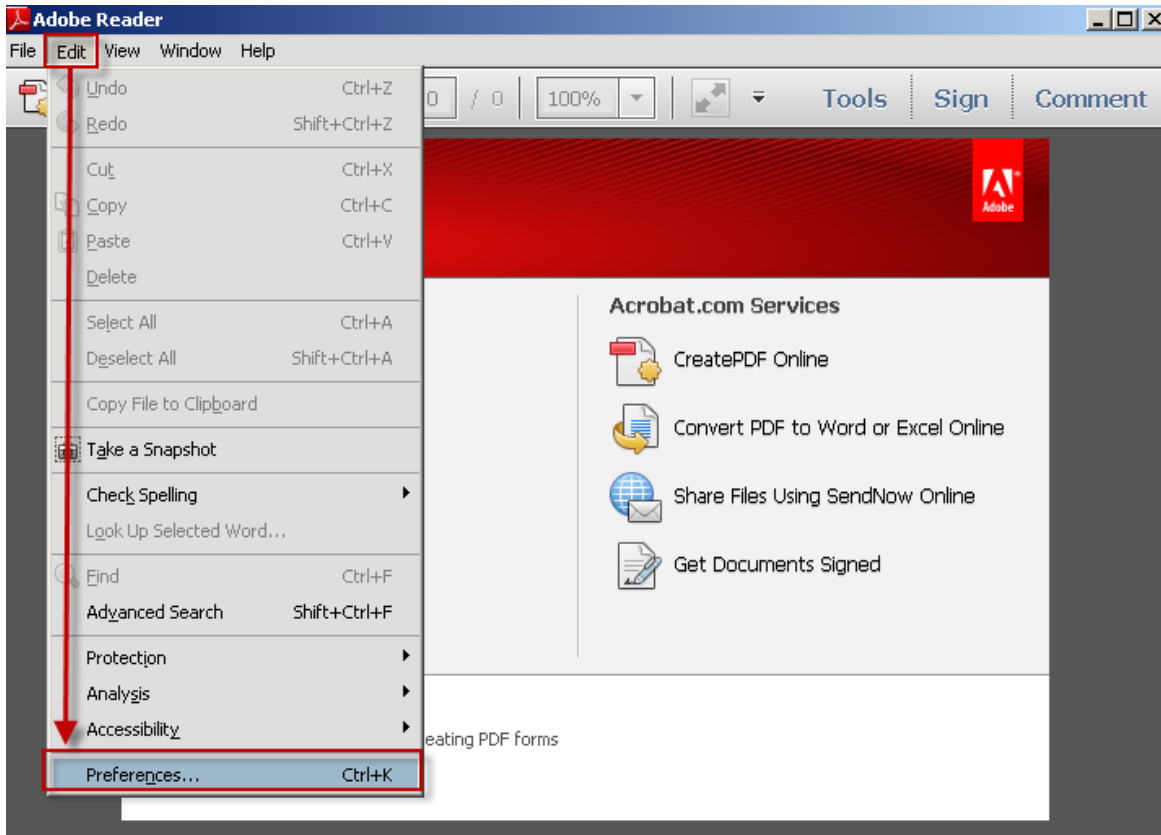 Adobe Reader
File Edit View Window Help
0 / 0 100% Tools Sign Comment
Undo Ctrl+Z
Redo Shift+Ctrl+Z
Cut Ctrl+X
Copy Ctrl+C
Paste Ctrl+V
Delete
Select All Ctrl+A
Deselect All Shift+Ctrl+A
Copy File to Clipboard
Take a Snapshot
Check Spelling
Look Up Selected Word...
Find Ctrl+F
Advanced Search Shift+Ctrl+F
Protection
Analysis
Accessibility
Preferences... Ctrl+K
Adobe
Acrobat.com Services
CreatePDF Online
Convert PDF to Word or Excel Online
Share Files Using SendNow Online
Get Documents Signed
eating PDF forms